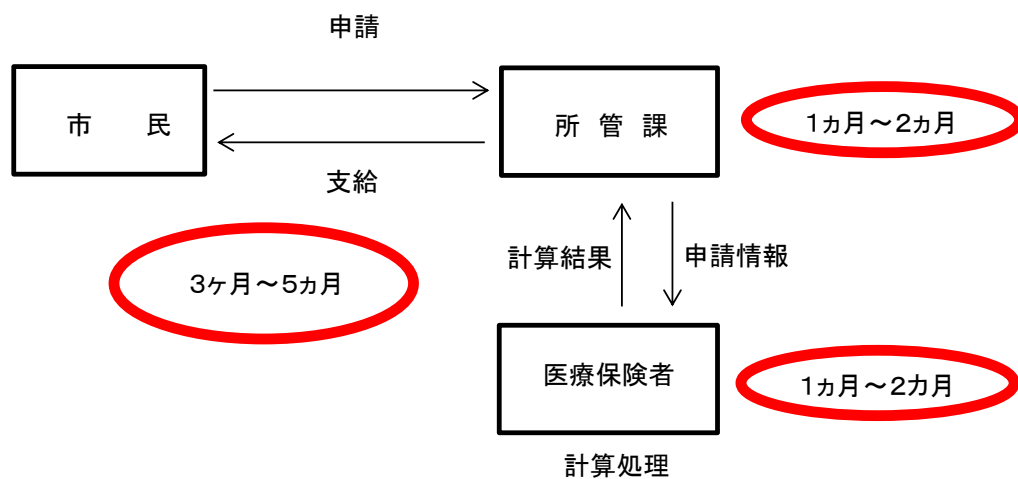 申請
市　　民
所 管 課
1ヵ月～2ヵ月
支給
3ヶ月～5ヵ月
計算結果
申請情報
医療保険者
1ヵ月～2カ月
計算処理